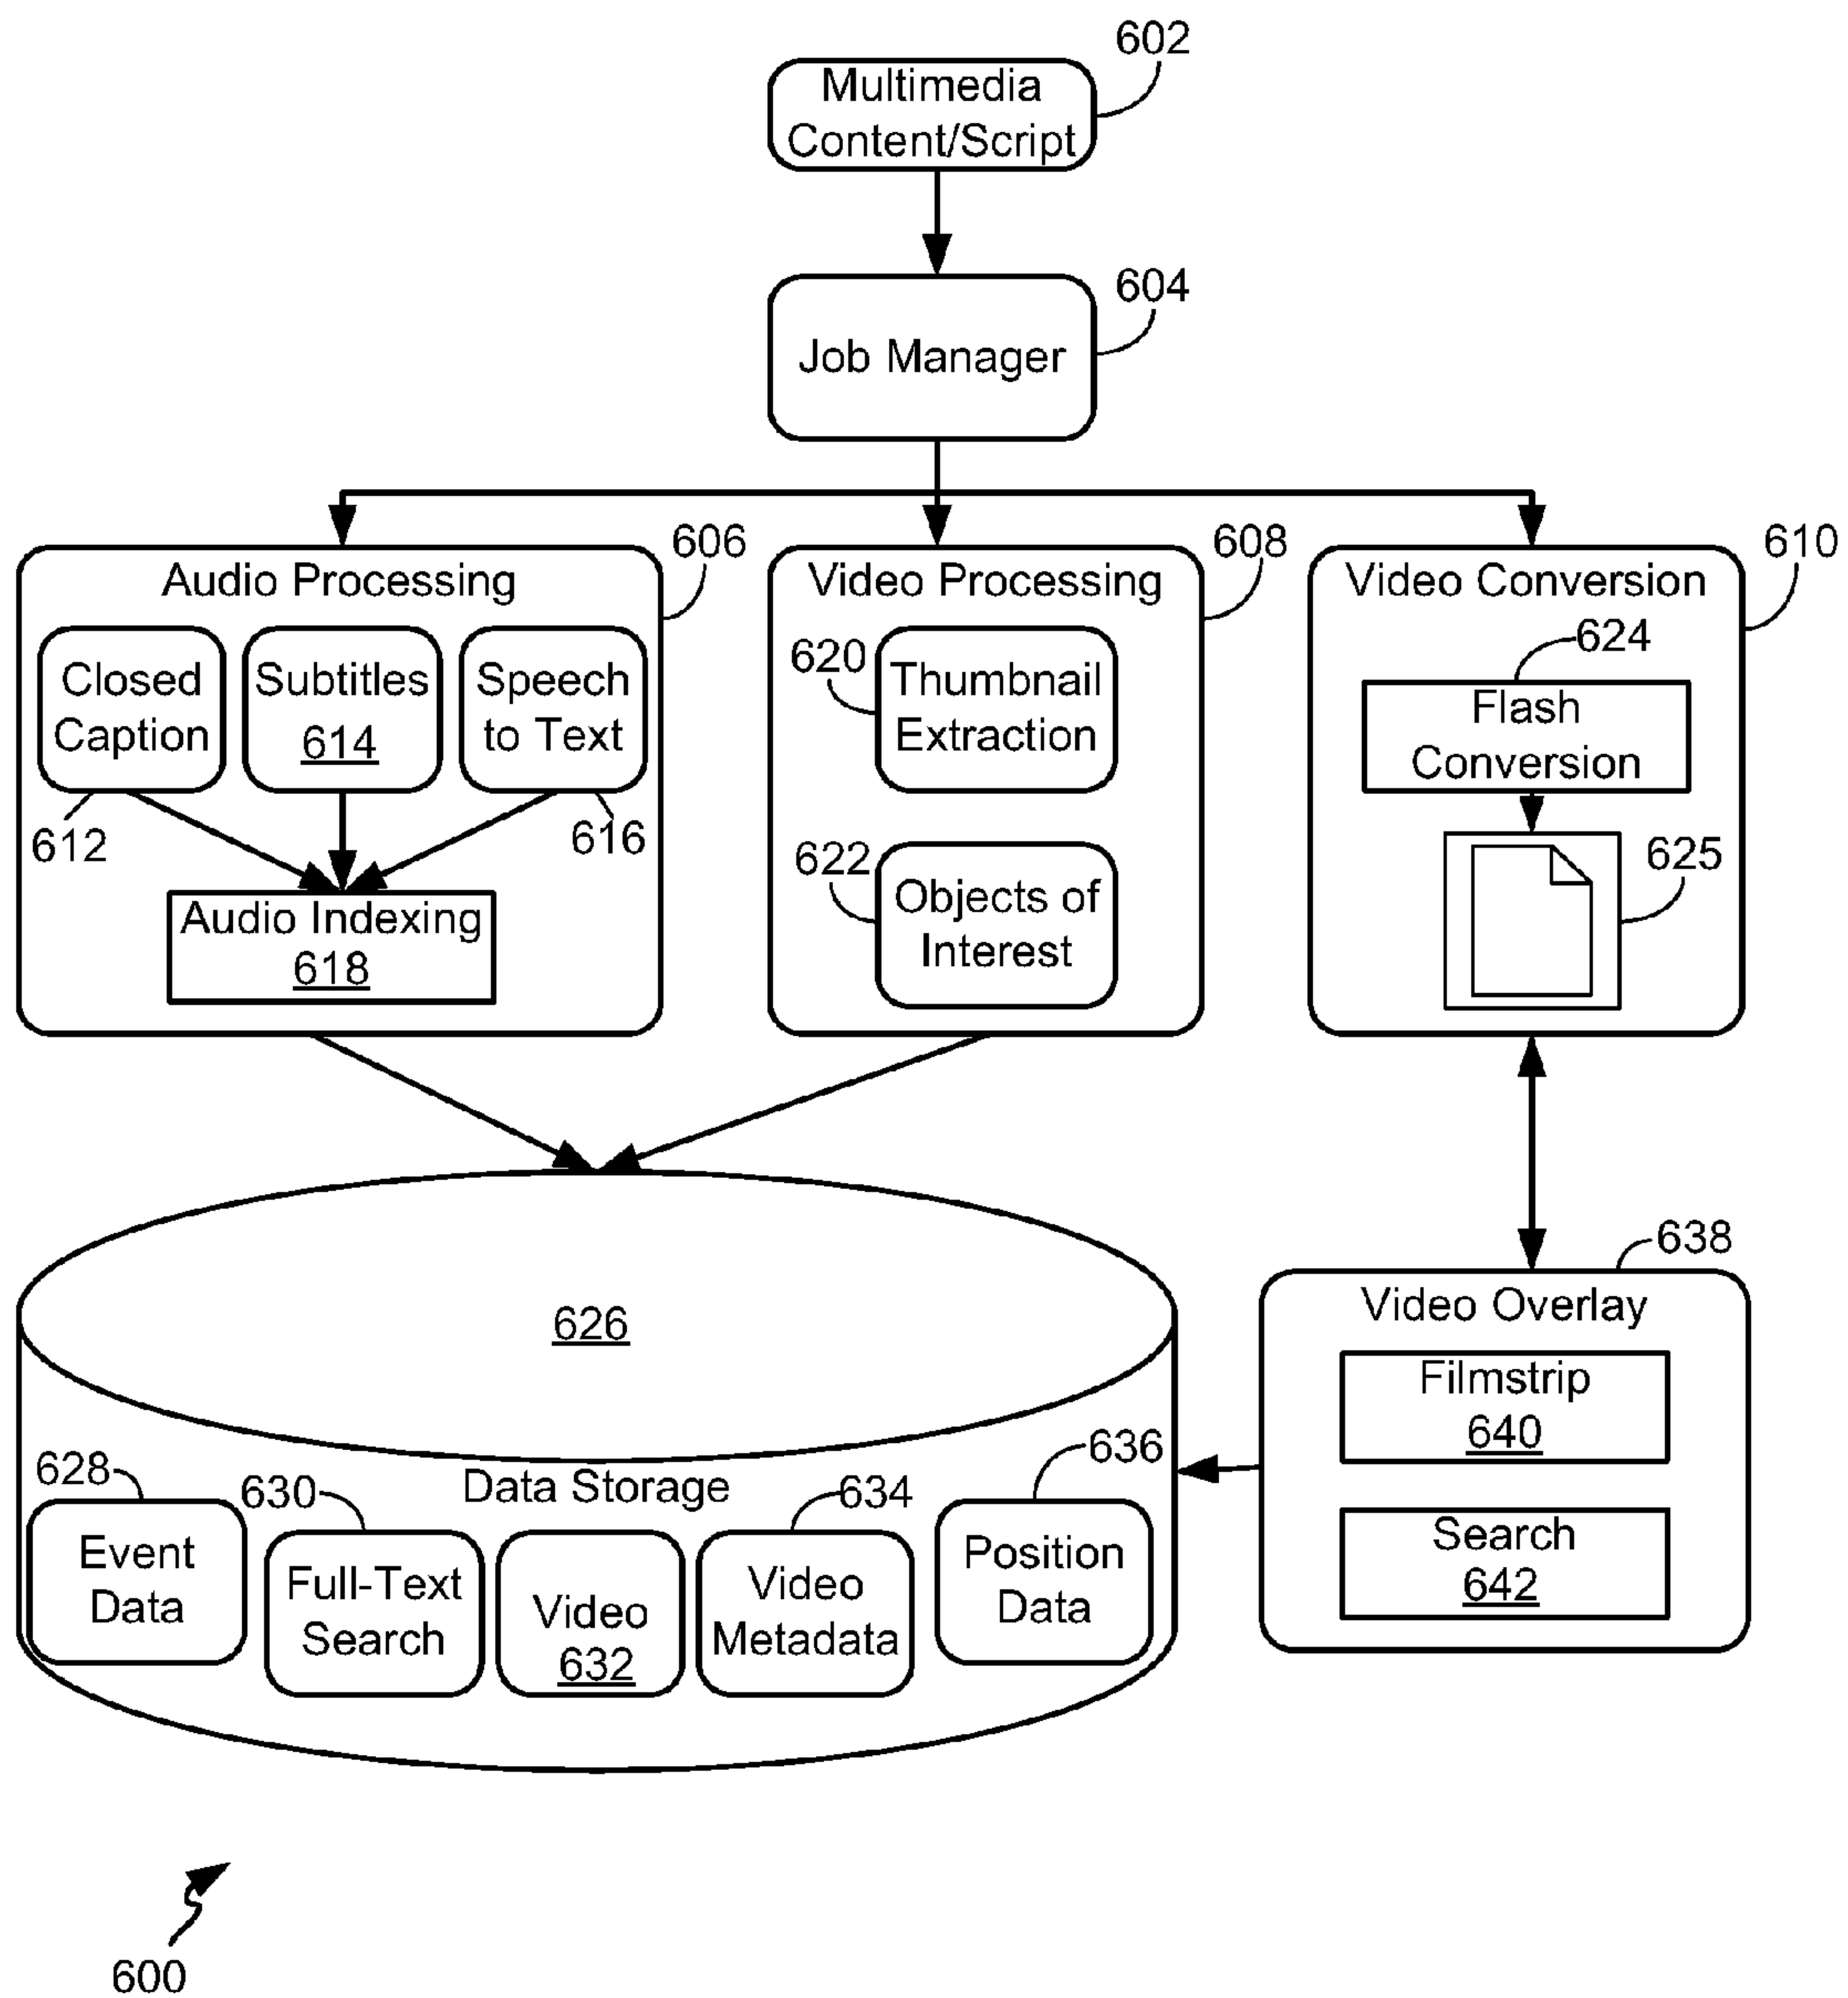 602
Multimedia
Content/Script
604
Job Manager
606
Audio Processing
Closed
Caption
612
Subtitles
614
Speech
to Text
616
Audio Indexing
618
608
Video Processing
620
Thumbnail
Extraction
622
Objects of
Interest
610
Video Conversion
624
Flash
Conversion
625
626
Data Storage
628
Event
Data
630
Full-Text
Search
Video
632
634
Video
Metadata
636
Position
Data
638
Video Overlay
Filmstrip
640
Search
642
600